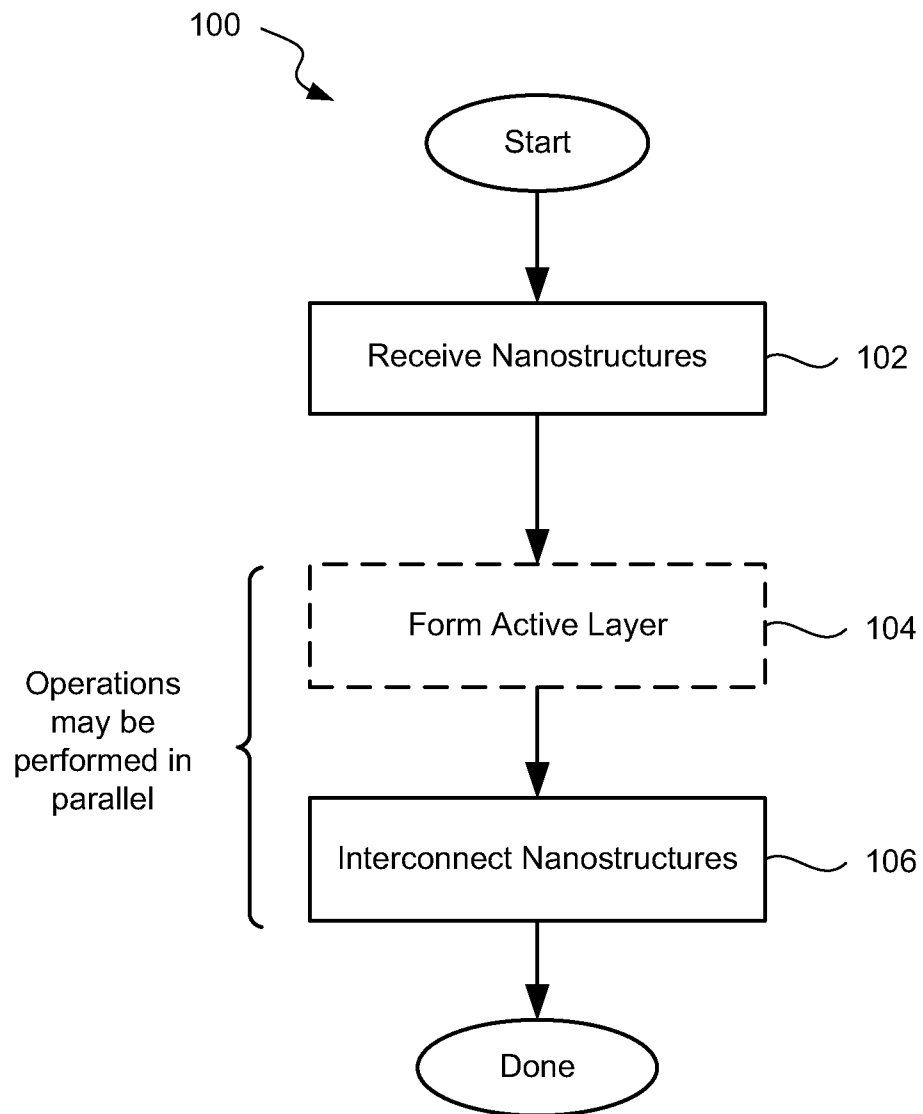 100
Start
Receive Nanostructures
102
Form Active Layer
104
Operations
may be
performed in
parallel
Interconnect Nanostructures
106
Done